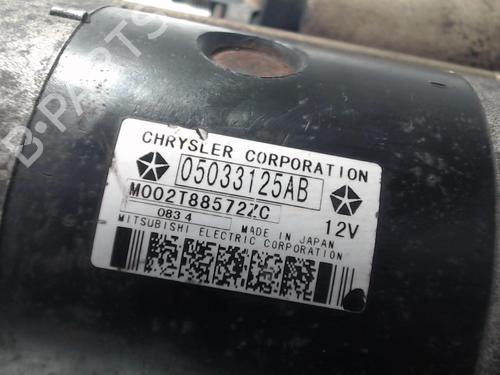 B-PARTS
CHRYSLER CORPORATION
05033125AB
M002T88572ZC
0834 MADE IN JAPAN 12V
MITSUBISHI ELECTRIC CORPORATION